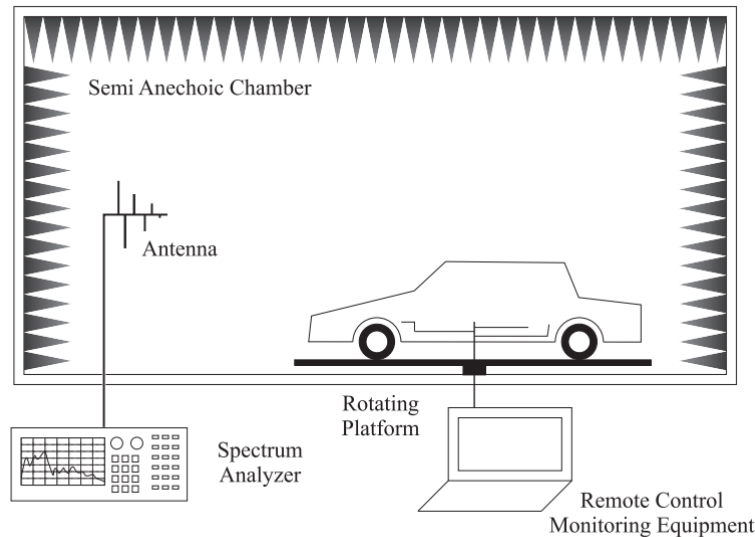 Semi Anechoic Chamber
Antenna
Rotating
Platform
Spectrum
Analyzer
Remote Control
Monitoring Equipment